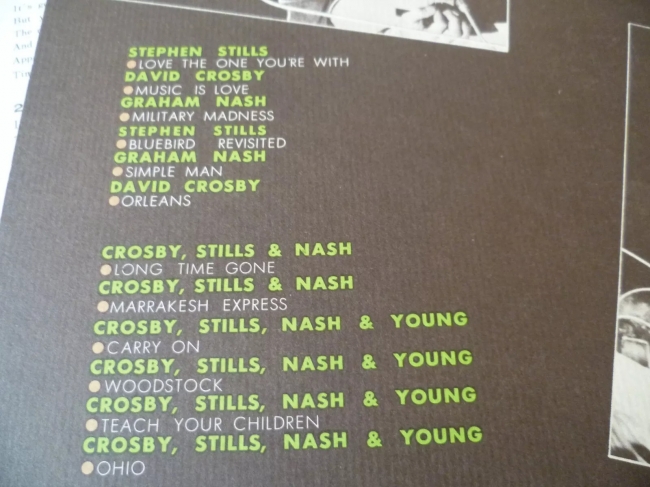 STEPHEN STILLS
LOVE THE ONE YOU'RE WITH
DAVID CROSBY
MUSIC IS LOVE
GRAHAM NASH
MILITARY MADNESS
STEPHEN STILLS
BLUEBIRD REVISITED
GRAHAM NASH
SIMPLE MAN
DAVID CROSBY
ORLEANS
CROSBY, STILLS & NASH
LONG TIME GONE
CROSBY, STILLS & NASH
MARRAKESH EXPRESS
CROSBY, STILLS, NASH & YOUNG
CARRY ON
CROSBY, STILLS, NASH & YOUNG
WOODSTOCK
CROSBY, STILLS, NASH & YOUNG
TEACH YOUR CHILDREN
CROSBY, STILLS, NASH & YOUNG
OHIO